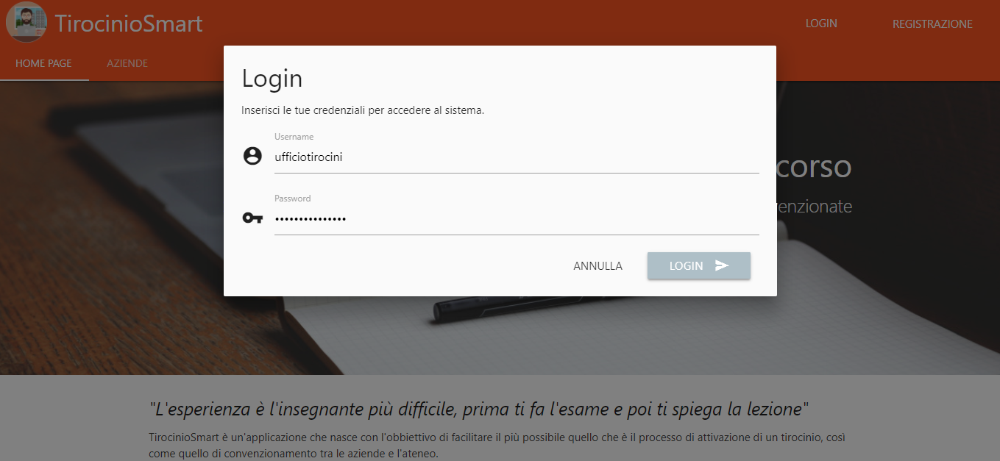 TirocinioSmart
LOGIN
REGISTRAZIONE
HOME PAGE
AZIENDE
Login
Inserisci le tue credenziali per accedere al sistema.
Username
ufficiotirocini
Password
•••••••••••••••
ANNULLA
LOGIN
corso
enzionate
"L'esperienza è l'insegnante più difficile, prima ti fa l'esame e poi ti spiega la lezione"
TirocinioSmart è un'applicazione che nasce con l'obbiettivo di facilitare il più possibile quello che è il processo di attivazione di un tirocinio, così
come quello di convenzionamento tra le aziende e l'ateneo.